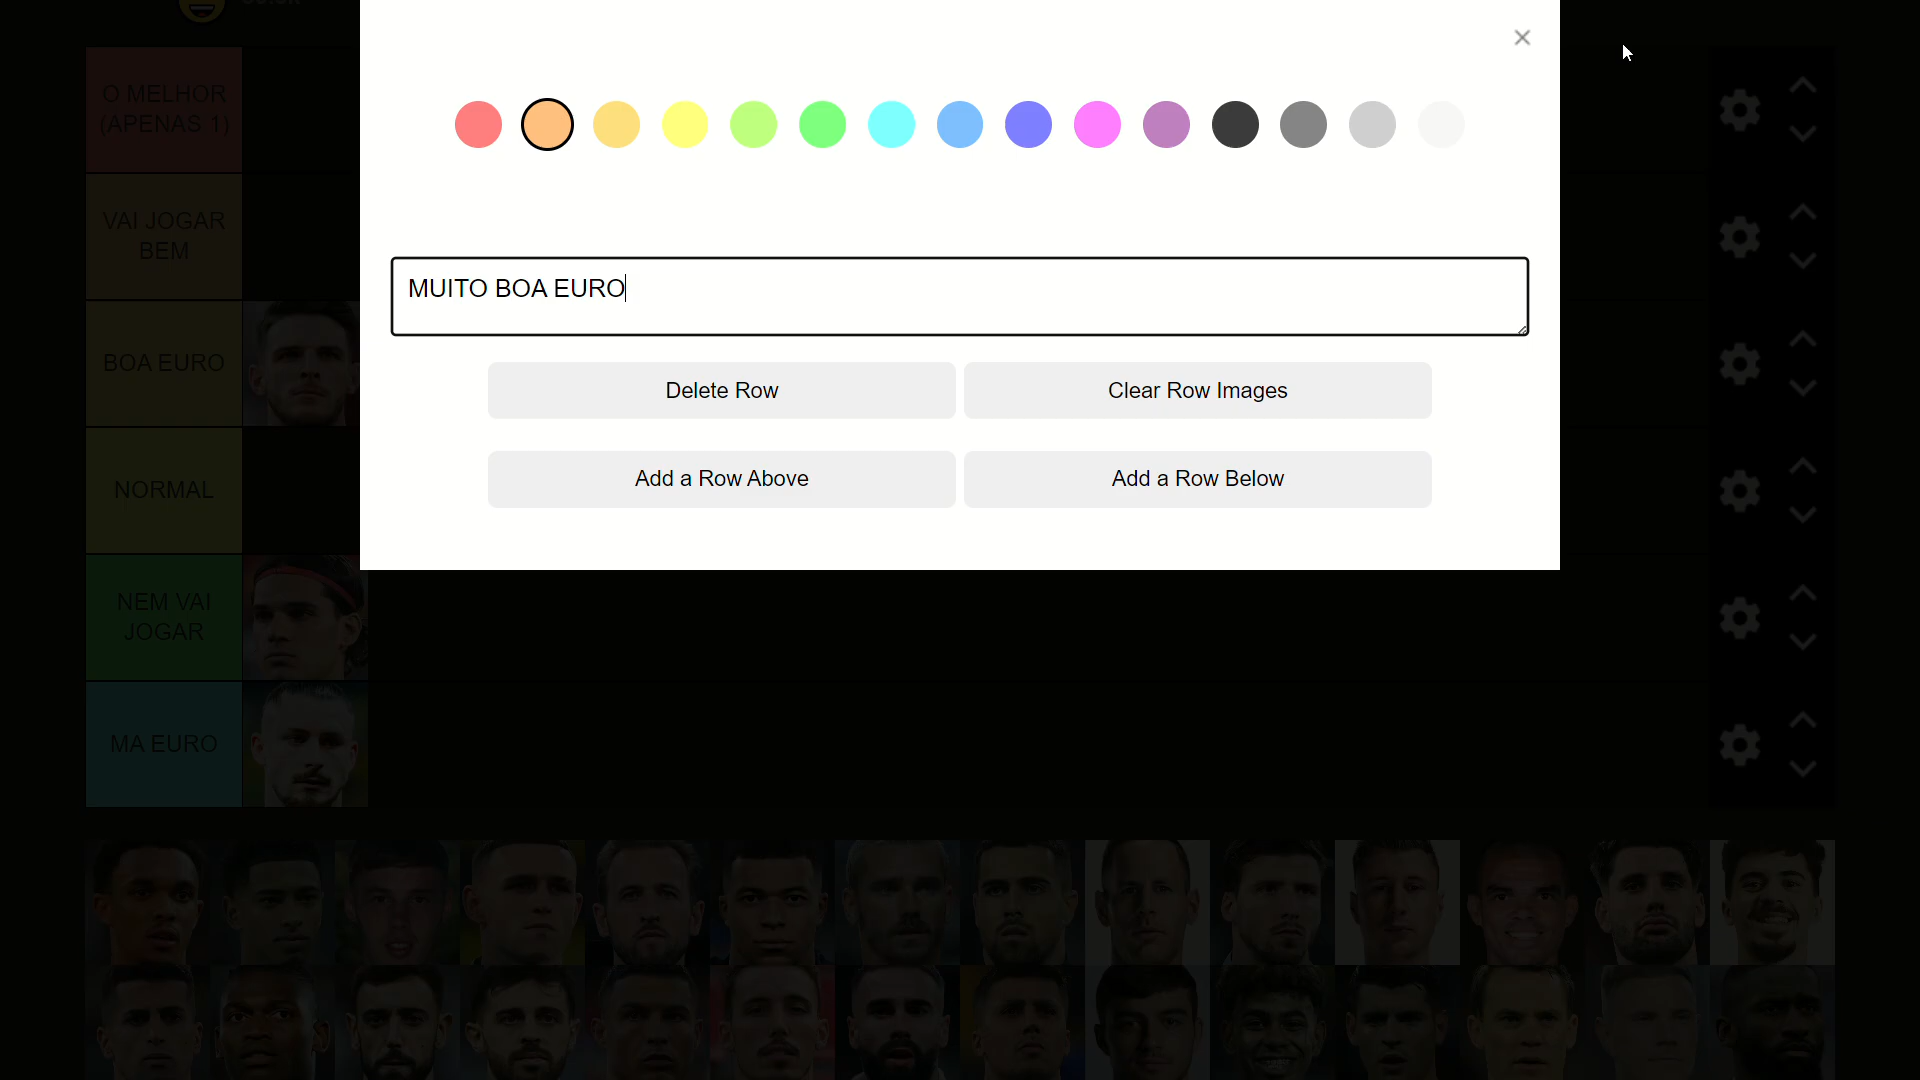 O MELHOR
(APENAS 1)
VAI JOGAR
BEM
BOA EURO
NORMAL
NEM VAI
JOGAR
MA EURO
MUITO BOA EURO
Delete Row
Clear Row Images
Add a Row Above
Add a Row Below